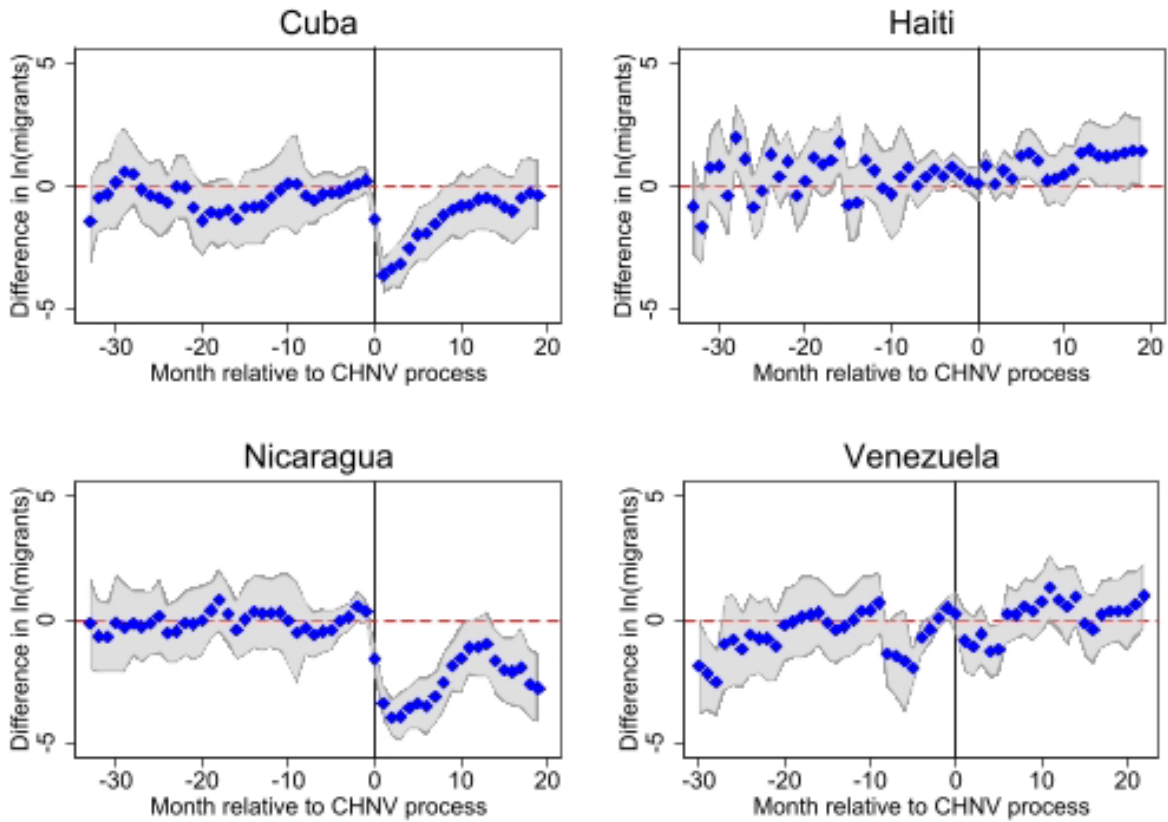 Cuba
Difference in ln(migrants)
5
0
-5
-30 -20 -10 0 10 20
Month relative to CHNV process
Haiti
Difference in ln(migrants)
5
0
-5
-30 -20 -10 0 10 20
Month relative to CHNV process
Nicaragua
Difference in ln(migrants)
5
0
-5
-30 -20 -10 0 10 20
Month relative to CHNV process
Venezuela
Difference in ln(migrants)
5
0
-5
-30 -20 -10 0 10 20
Month relative to CHNV process